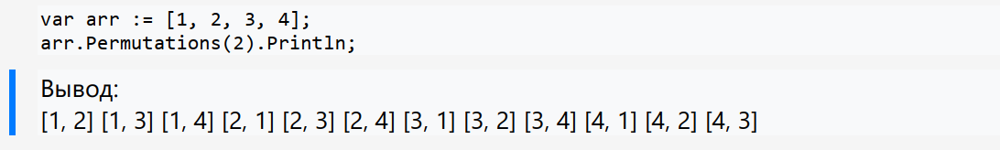 var arr := [1, 2, 3, 4];
arr.Permutations(2).Println;
Вывод:
[1, 2] [1, 3] [1, 4] [2, 1] [2, 3] [2, 4] [3, 1] [3, 2] [3, 4] [4, 1] [4, 2] [4, 3]